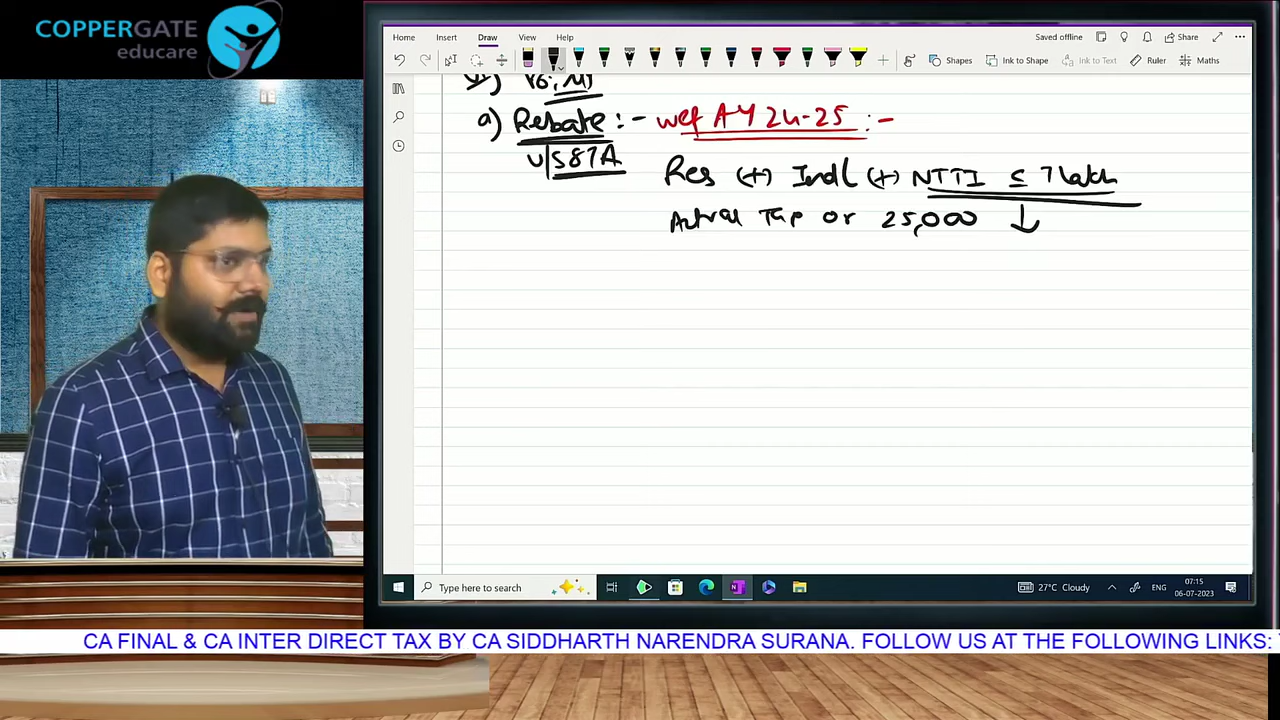 COPPERGATE
educare
Home Insert Draw View Help
Saved offline
Share
Shapes
Ink to Shape
Ink to Text
Ruler
Maths
a) Rebate :- wef AY 24-25 :-
u/s 87A
Res (+) Indl (+) NTTI ≤ 7 lakh
Actual Tax or 25,000 ↓
Type here to search
27°C Cloudy
ENG
07:15
06-07-2023
CA FINAL & CA INTER DIRECT TAX BY CA SIDDHARTH NARENDRA SURANA. FOLLOW US AT THE FOLLOWING LINKS: